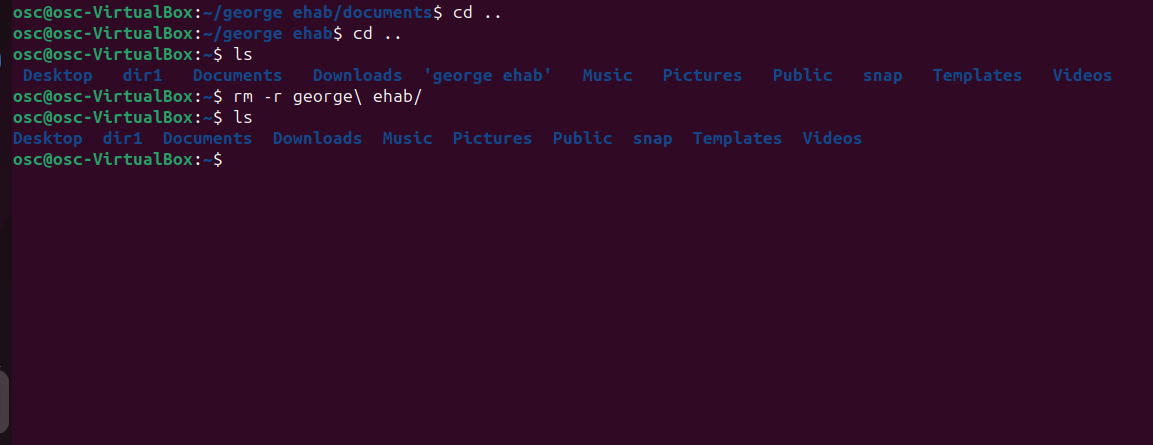 osc@osc-VirtualBox:~/george ehab/documents$ cd ..
osc@osc-VirtualBox:~/george ehab$ cd ..
osc@osc-VirtualBox:~$ ls
Desktop dir1 Documents Downloads 'george ehab' Music Pictures Public snap Templates Videos
osc@osc-VirtualBox:~$ rm -r george\ ehab/
osc@osc-VirtualBox:~$ ls
Desktop dir1 Documents Downloads Music Pictures Public snap Templates Videos
osc@osc-VirtualBox:~$